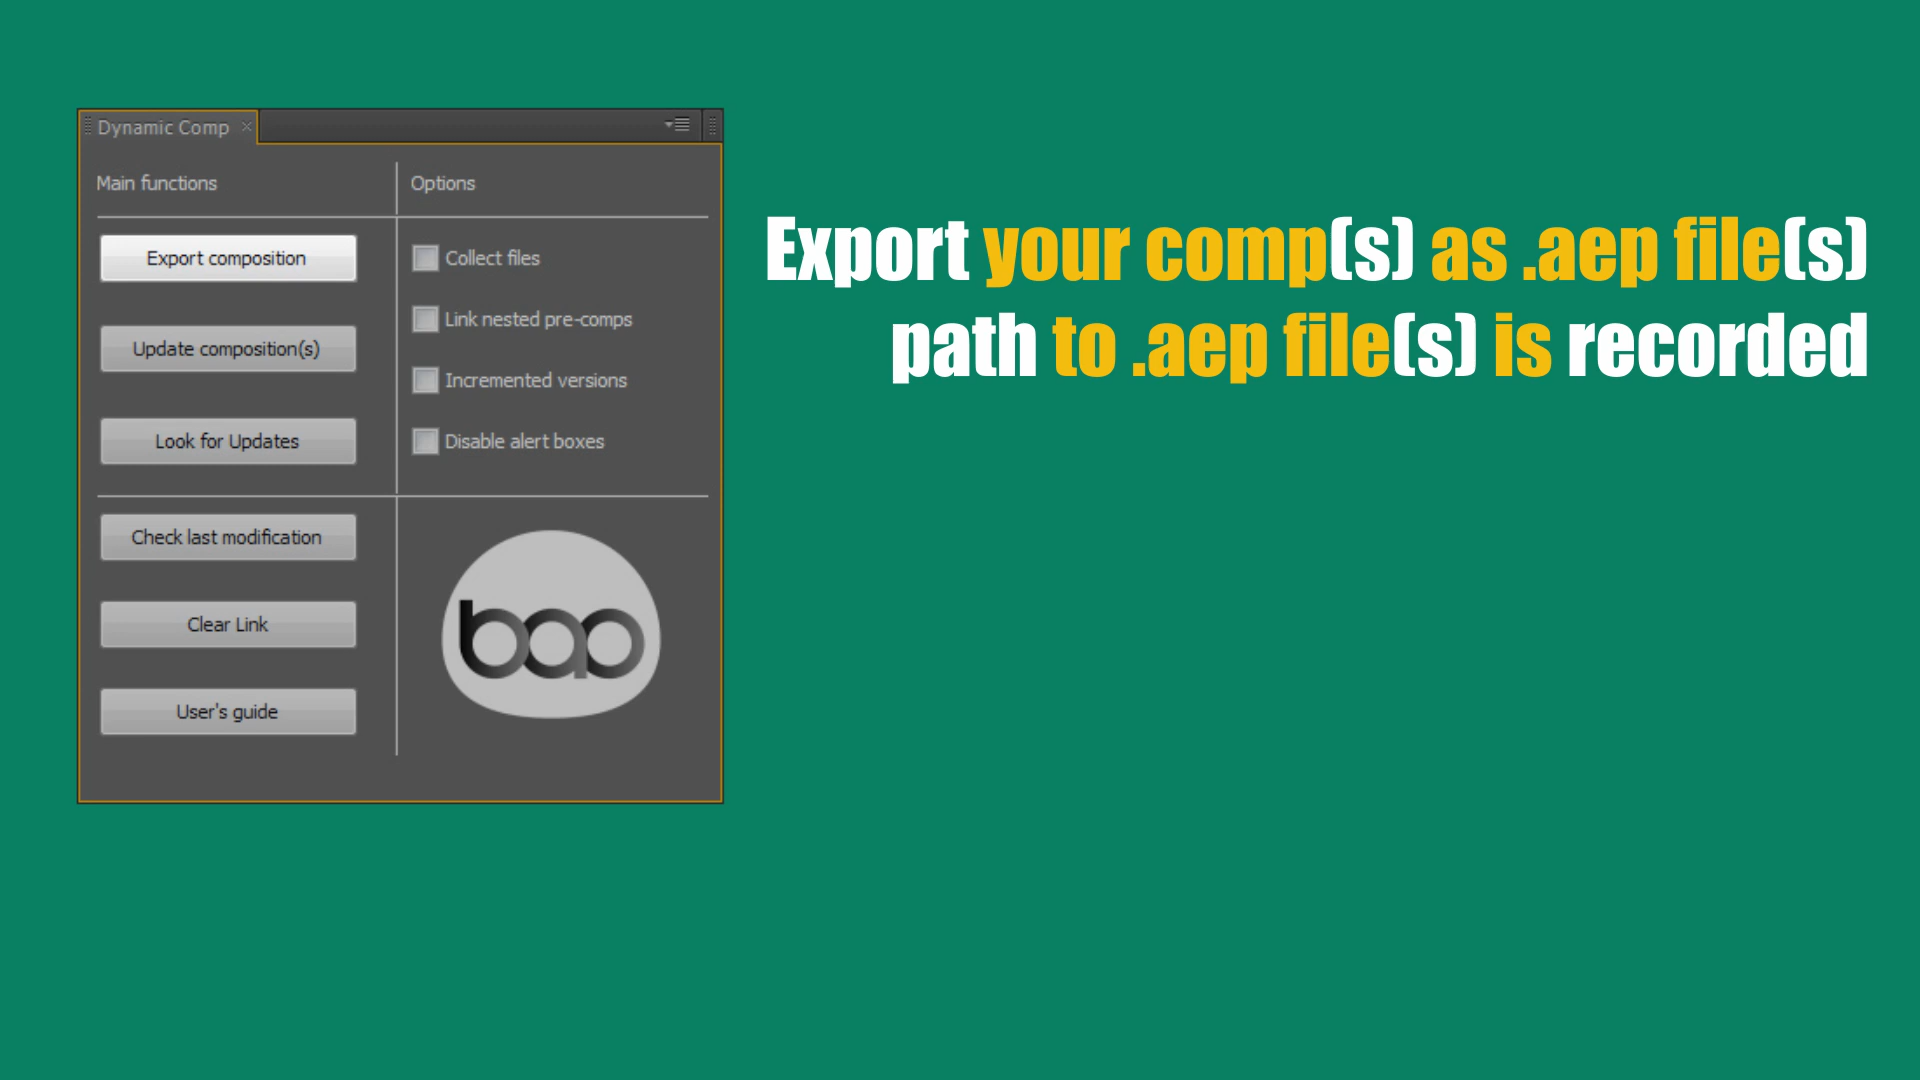 Dynamic Comp
Main functions
Options
Export composition
Update composition(s)
Look for Updates
Collect files
Link nested pre-comps
Incremented versions
Disable alert boxes
Check last modification
Clear Link
User's guide
bap
Export your comp(s) as .aep file(s)
path to .aep file(s) is recorded